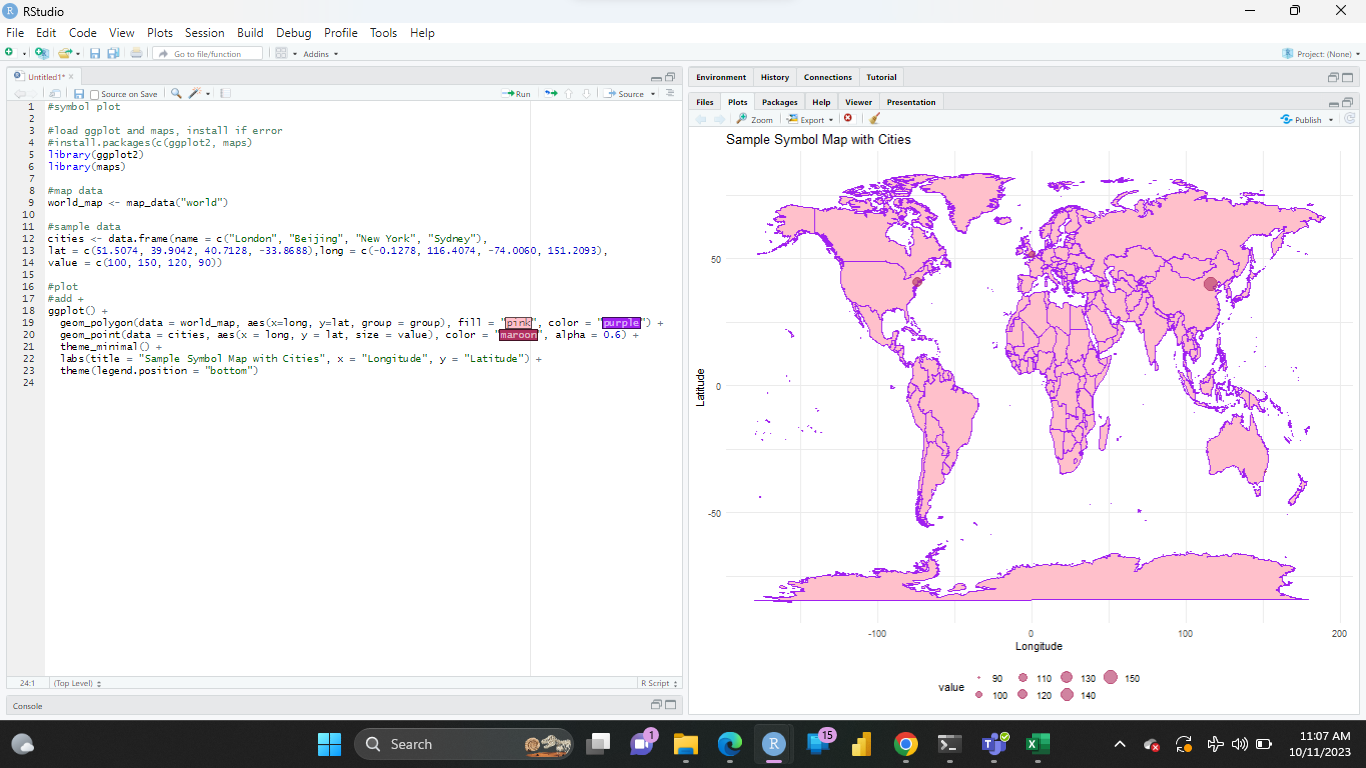 RStudio
File Edit Code View Plots Session Build Debug Profile Tools Help
Go to file/function Addins Project: (None)
Untitled1*
Source on Save Run Source
1 #symbol plot
2
3 #load ggplot and maps, install if error
4 #install.packages(c(ggplot2, maps)
5 library(ggplot2)
6 library(maps)
7
8 #map data
9 world_map <- map_data("world")
10
11 #sample data
12 cities <- data.frame(name = c("London", "Beijing", "New York", "Sydney"),
13 lat = c(51.5074, 39.9042, 40.7128, -33.8688),long = c(-0.1278, 116.4074, -74.0060, 151.2093),
14 value = c(100, 150, 120, 90))
15
16 #plot
17 #add +
18 ggplot() +
19 geom_polygon(data = world_map, aes(x=long, y=lat, group = group), fill = "pink", color = "purple") +
20 geom_point(data = cities, aes(x = long, y = lat, size = value), color = "maroon", alpha = 0.6) +
21 theme_minimal() +
22 labs(title = "Sample Symbol Map with Cities", x = "Longitude", y = "Latitude") +
23 theme(legend.position = "bottom")
24
24:1 (Top Level) R Script
Console
Environment History Connections Tutorial
Files Plots Packages Help Viewer Presentation
Zoom Export Publish
Sample Symbol Map with Cities
50
0
-50
Latitude
-100 0 100 200
Longitude
value
90 110 130 150
100 120 140
Search
1
15
11:07 AM
10/11/2023